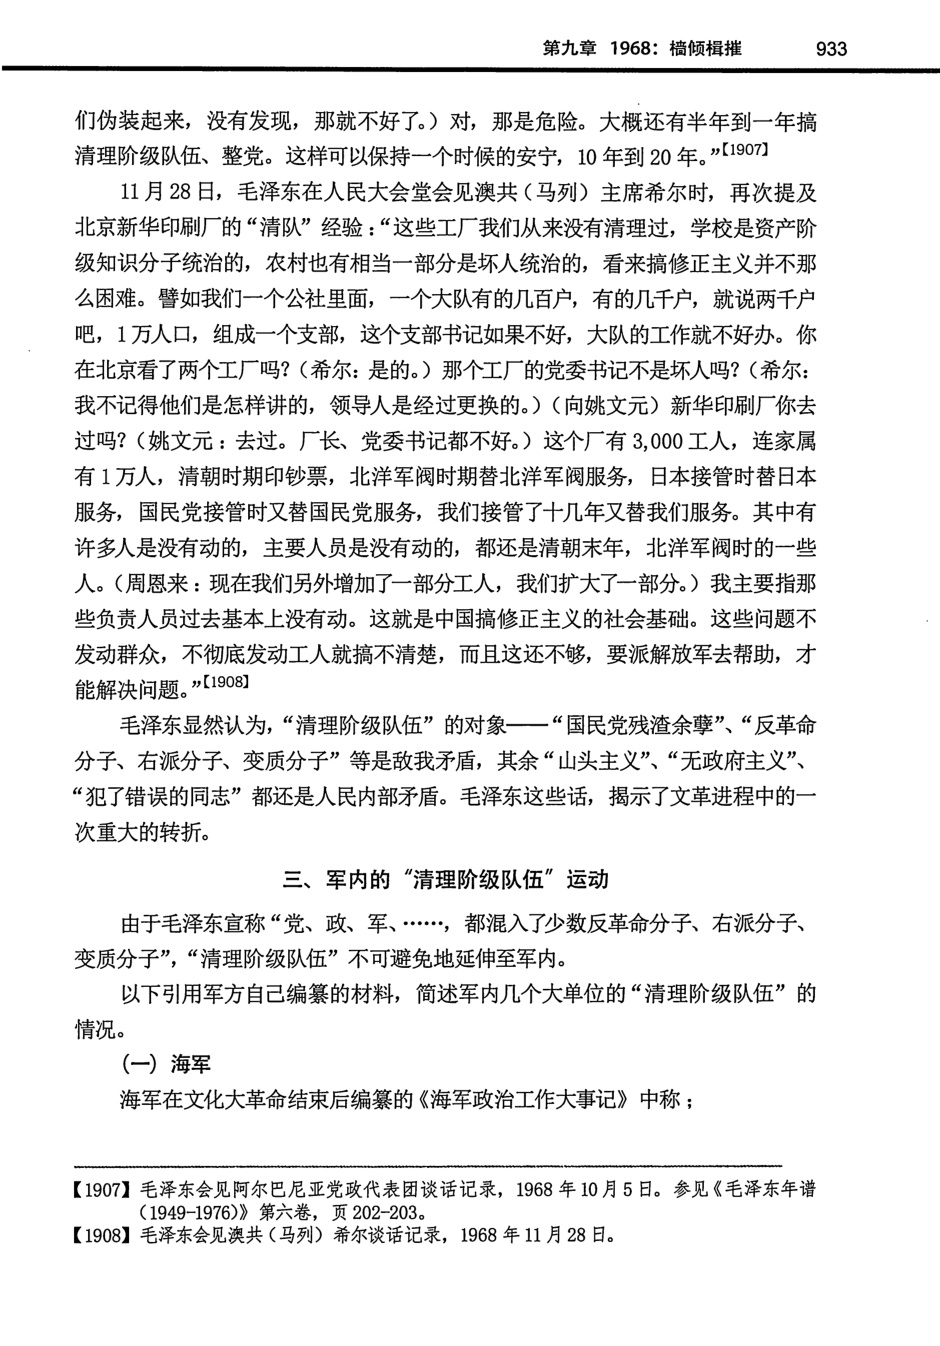 第九章 1968：樯倾楫摧 933
们伪装起来，没有发现，那就不好了。）对，那是危险。大概还有半年到一年搞
清理阶级队伍、整党。这样可以保持一个时候的安宁，10 年到 20 年。”【1907】
11 月 28 日，毛泽东在人民大会堂会见澳共（马列）主席希尔时，再次提及
北京新华印刷厂的“清队”经验：“这些工厂我们从来没有清理过，学校是资产阶
级知识分子统治的，农村也有相当一部分是坏人统治的，看来搞修正主义并不那
么困难。譬如我们一个公社里面，一个大队有的几百户，有的几千户，就说两千户
吧，1 万人口，组成一个支部，这个支部书记如果不好，大队的工作就不好办。你
在北京看了两个工厂吗？（希尔：是的。）那个工厂的党委书记不是坏人吗？（希尔：
我不记得他们是怎样讲的，领导人是经过更换的。）（向姚文元）新华印刷厂你去
过吗？（姚文元：去过。厂长、党委书记都不好。）这个厂有 3,000 工人，连家属
有 1 万人，清朝时期印钞票，北洋军阀时期替北洋军阀服务，日本接管时替日本
服务，国民党接管时又替国民党服务，我们接管了十几年又替我们服务。其中有
许多人是没有动的，主要人员是没有动的，都还是清朝末年，北洋军阀时的一些
人。（周恩来：现在我们另外增加了一部分工人，我们扩大了一部分。）我主要指那
些负责人员过去基本上没有动。这就是中国搞修正主义的社会基础。这些问题不
发动群众，不彻底发动工人就搞不清楚，而且这还不够，要派解放军去帮助，才
能解决问题。”【1908】
毛泽东显然认为，“清理阶级队伍”的对象——“国民党残渣余孽”、“反革命
分子、右派分子、变质分子”等是敌我矛盾，其余“山头主义”、“无政府主义”、
“犯了错误的同志”都还是人民内部矛盾。毛泽东这些话，揭示了文革进程中的一
次重大的转折。
三、军内的“清理阶级队伍”运动
由于毛泽东宣称“党、政、军、……，都混入了少数反革命分子、右派分子、
变质分子”，“清理阶级队伍”不可避免地延伸至军内。
以下引用军方自己编纂的材料，简述军内几个大单位的“清理阶级队伍”的
情况。
（一）海军
海军在文化大革命结束后编纂的《海军政治工作大事记》中称；
【1907】毛泽东会见阿尔巴尼亚党政代表团谈话记录，1968 年 10 月 5 日。参见《毛泽东年谱
（1949-1976）》第六卷，页 202-203。
【1908】毛泽东会见澳共（马列）希尔谈话记录，1968 年 11 月 28 日。